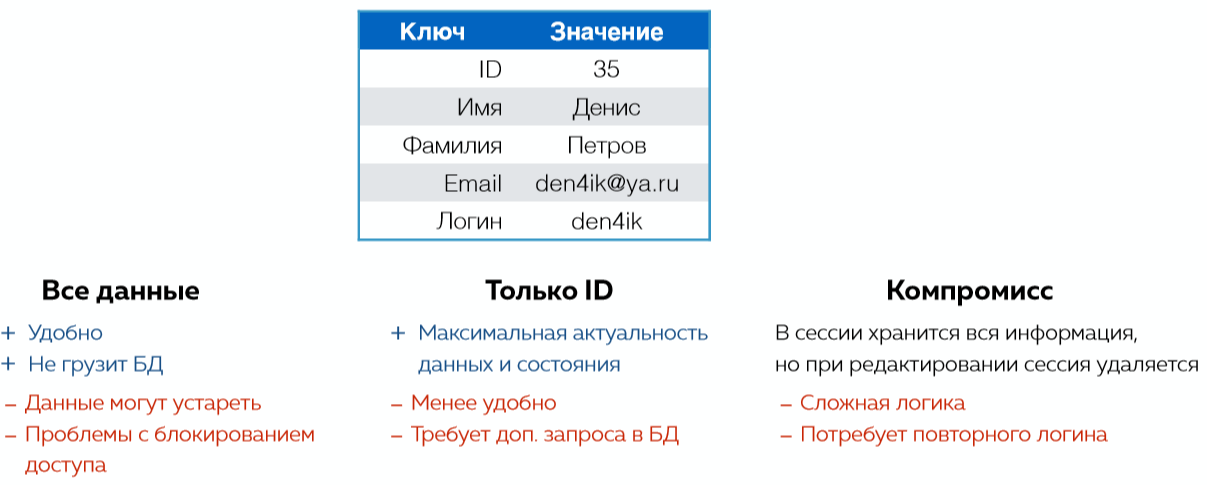 Ключ Значение
ID 35
Имя Денис
Фамилия Петров
Email den4ik@ya.ru
Логин den4ik
Все данные
+ Удобно
+ Не грузит БД
– Данные могут устареть
– Проблемы с блокированием
доступа
Только ID
+ Максимальная актуальность
данных и состояния
– Менее удобно
– Требует доп. запроса в БД
Компромисс
В сессии хранится вся информация,
но при редактировании сессия удаляется
– Сложная логика
– Потребует повторного логина